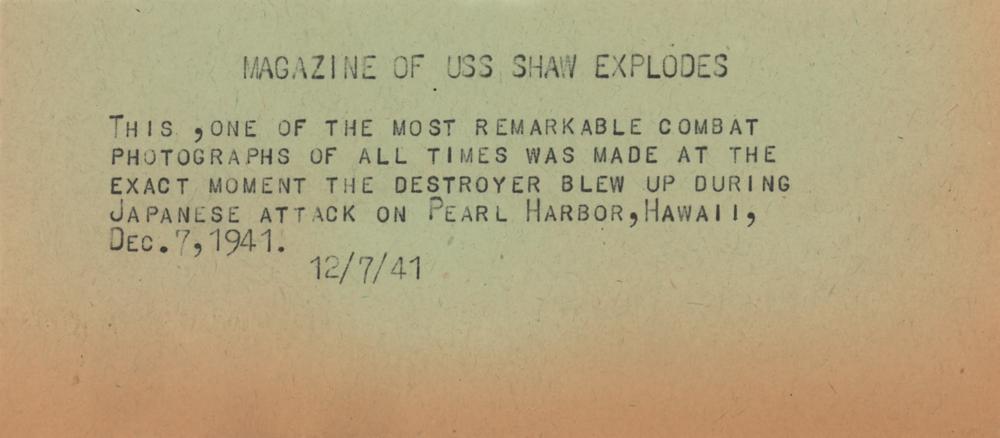 MAGAZINE OF USS SHAW EXPLODES
THIS ,ONE OF THE MOST REMARKABLE COMBAT
PHOTOGRAPHS OF ALL TIMES WAS MADE AT THE
EXACT MOMENT THE DESTROYER BLEW UP DURING
JAPANESE ATTACK ON PEARL HARBOR, HAWAII,
DEC. 7, 1941.
12/7/41